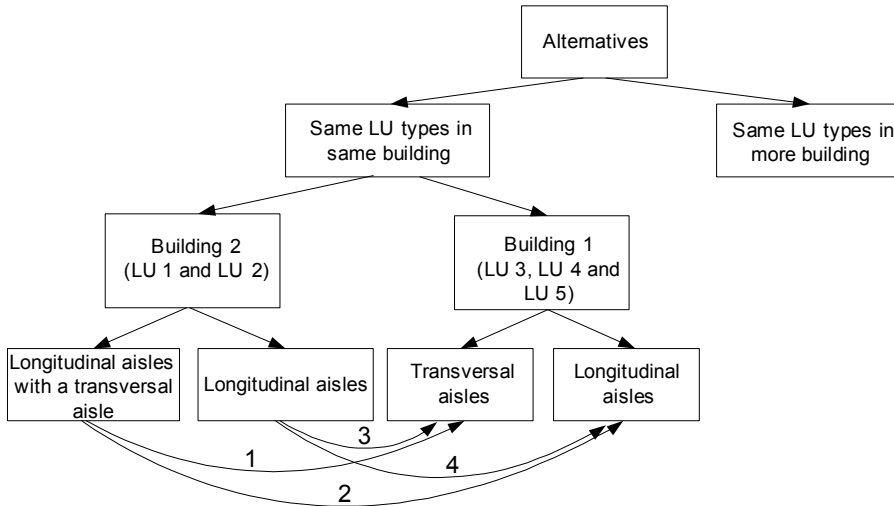 Alternatives
Same LU types in
same building
Same LU types in
more building
Building 2
(LU 1 and LU 2)
Building 1
(LU 3, LU 4 and
LU 5)
Longitudinal aisles
with a transversal
aisle
Longitudinal aisles
Transversal
aisles
Longitudinal
aisles
1
3
4
2